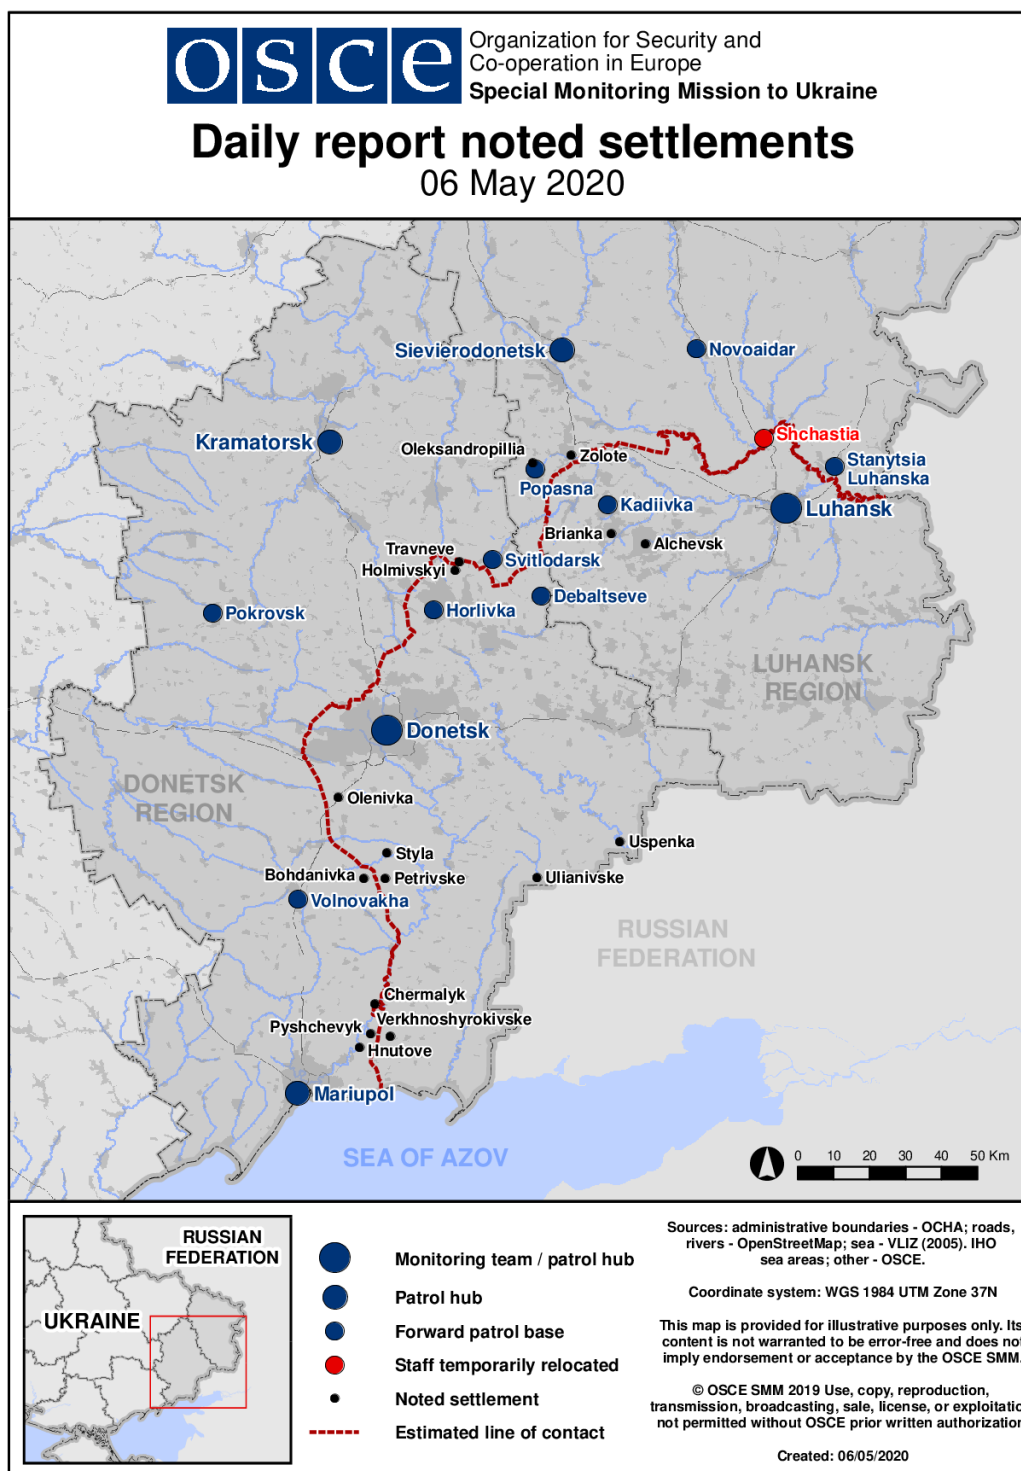 osce
Organization for Security and
Co-operation in Europe
Special Monitoring Mission to Ukraine
Daily report noted settlements
06 May 2020
Sievierodonetsk
Novoaidar
Kramatorsk
Shchastia
Oleksandropillia
Zolote
Stanytsia
Luhanska
Popasna
Kadiivka
Luhansk
Brianka
Alchevsk
Travneve
Holmivskyi
Svitlodarsk
Debaltseve
Pokrovsk
Horlivka
LUHANSK
REGION
Donetsk
DONETSK
REGION
Olenivka
Uspenka
Styla
Bohdanivka
Petrivske
Ulianivske
Volnovakha
RUSSIAN
FEDERATION
Chermalyk
Verkhnoshyrokivske
Pyshchevyk
Hnutove
Mariupol
SEA OF AZOV
0 10 20 30 40 50 Km
RUSSIAN
FEDERATION
UKRAINE
Monitoring team / patrol hub
Patrol hub
Forward patrol base
Staff temporarily relocated
Noted settlement
Estimated line of contact
Sources: administrative boundaries - OCHA; roads,
rivers - OpenStreetMap; sea - VLIZ (2005). IHO
sea areas; other - OSCE.
Coordinate system: WGS 1984 UTM Zone 37N
This map is provided for illustrative purposes only. Its
content is not warranted to be error-free and does not
imply endorsement or acceptance by the OSCE SMM.
© OSCE SMM 2019 Use, copy, reproduction,
transmission, broadcasting, sale, license, or exploitatio
not permitted without OSCE prior written authorization
Created: 06/05/2020